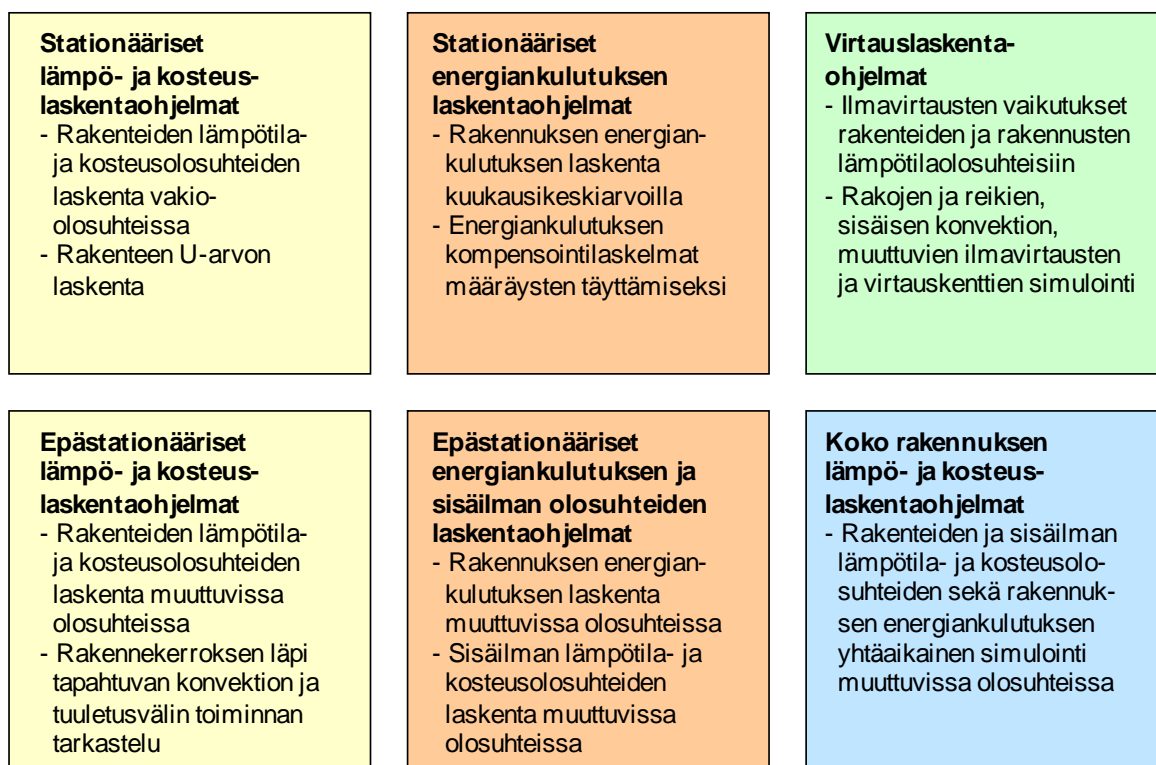 Stationääriset
lämpö- ja kosteus-
laskentaohjelmat
- Rakenteiden lämpötila-
ja kosteusolosuhteiden
laskenta vakio-
olosuhteissa
- Rakenteen U-arvon
laskenta
Stationääriset
energiankulutuksen
laskentaohjelmat
- Rakennuksen energian-
kulutuksen laskenta
kuukausikeskiarvoilla
- Energiankulutuksen
kompensointilaskelmat
määräysten täyttämiseksi
Virtauslaskenta-
ohjelmat
- Ilmavirtausten vaikutukset
rakenteiden ja rakennusten
lämpötilaolosuhteisiin
- Rakojen ja reikien,
sisäisen konvektion,
muuttuvien ilmavirtausten
ja virtauskenttien simulointi
Epästationääriset
lämpö- ja kosteus-
laskentaohjelmat
- Rakenteiden lämpötila-
ja kosteusolosuhteiden
laskenta muuttuvissa
olosuhteissa
- Rakennekerroksen läpi
tapahtuvan konvektion ja
tuuletusvälin toiminnan
tarkastelu
Epästationääriset
energiankulutuksen ja
sisäilman olosuhteiden
laskentaohjelmat
- Rakennuksen energian-
kulutuksen laskenta
muuttuvissa olosuhteissa
- Sisäilman lämpötila- ja
kosteusolosuhteiden
laskenta muuttuvissa
olosuhteissa
Koko rakennuksen
lämpö- ja kosteus-
laskentaohjelmat
- Rakenteiden ja sisäilman
lämpötila- ja kosteusolo-
suhteiden sekä rakennuk-
sen energiankulutuksen
yhtäaikainen simulointi
muuttuvissa olosuhteissa